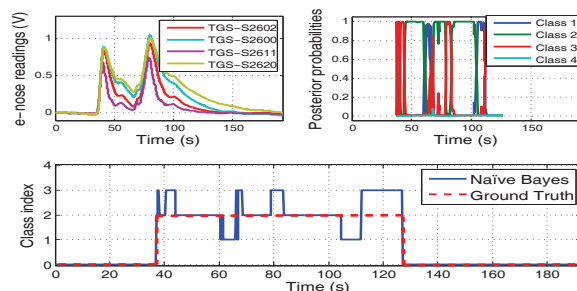 e-nose readings (V)
1
0.5
0
0
50
100
150
Time (s)
TGS-S2602
TGS-S2600
TGS-S2611
TGS-S2620
Posterior probabilities
1
0.8
0.6
0.4
0.2
0
0
50
100
150
Time (s)
Class 1
Class 2
Class 3
Class 4
Class index
4
3
2
1
0
0
20
40
60
80
100
120
140
160
180
Time (s)
Naïve Bayes
Ground Truth